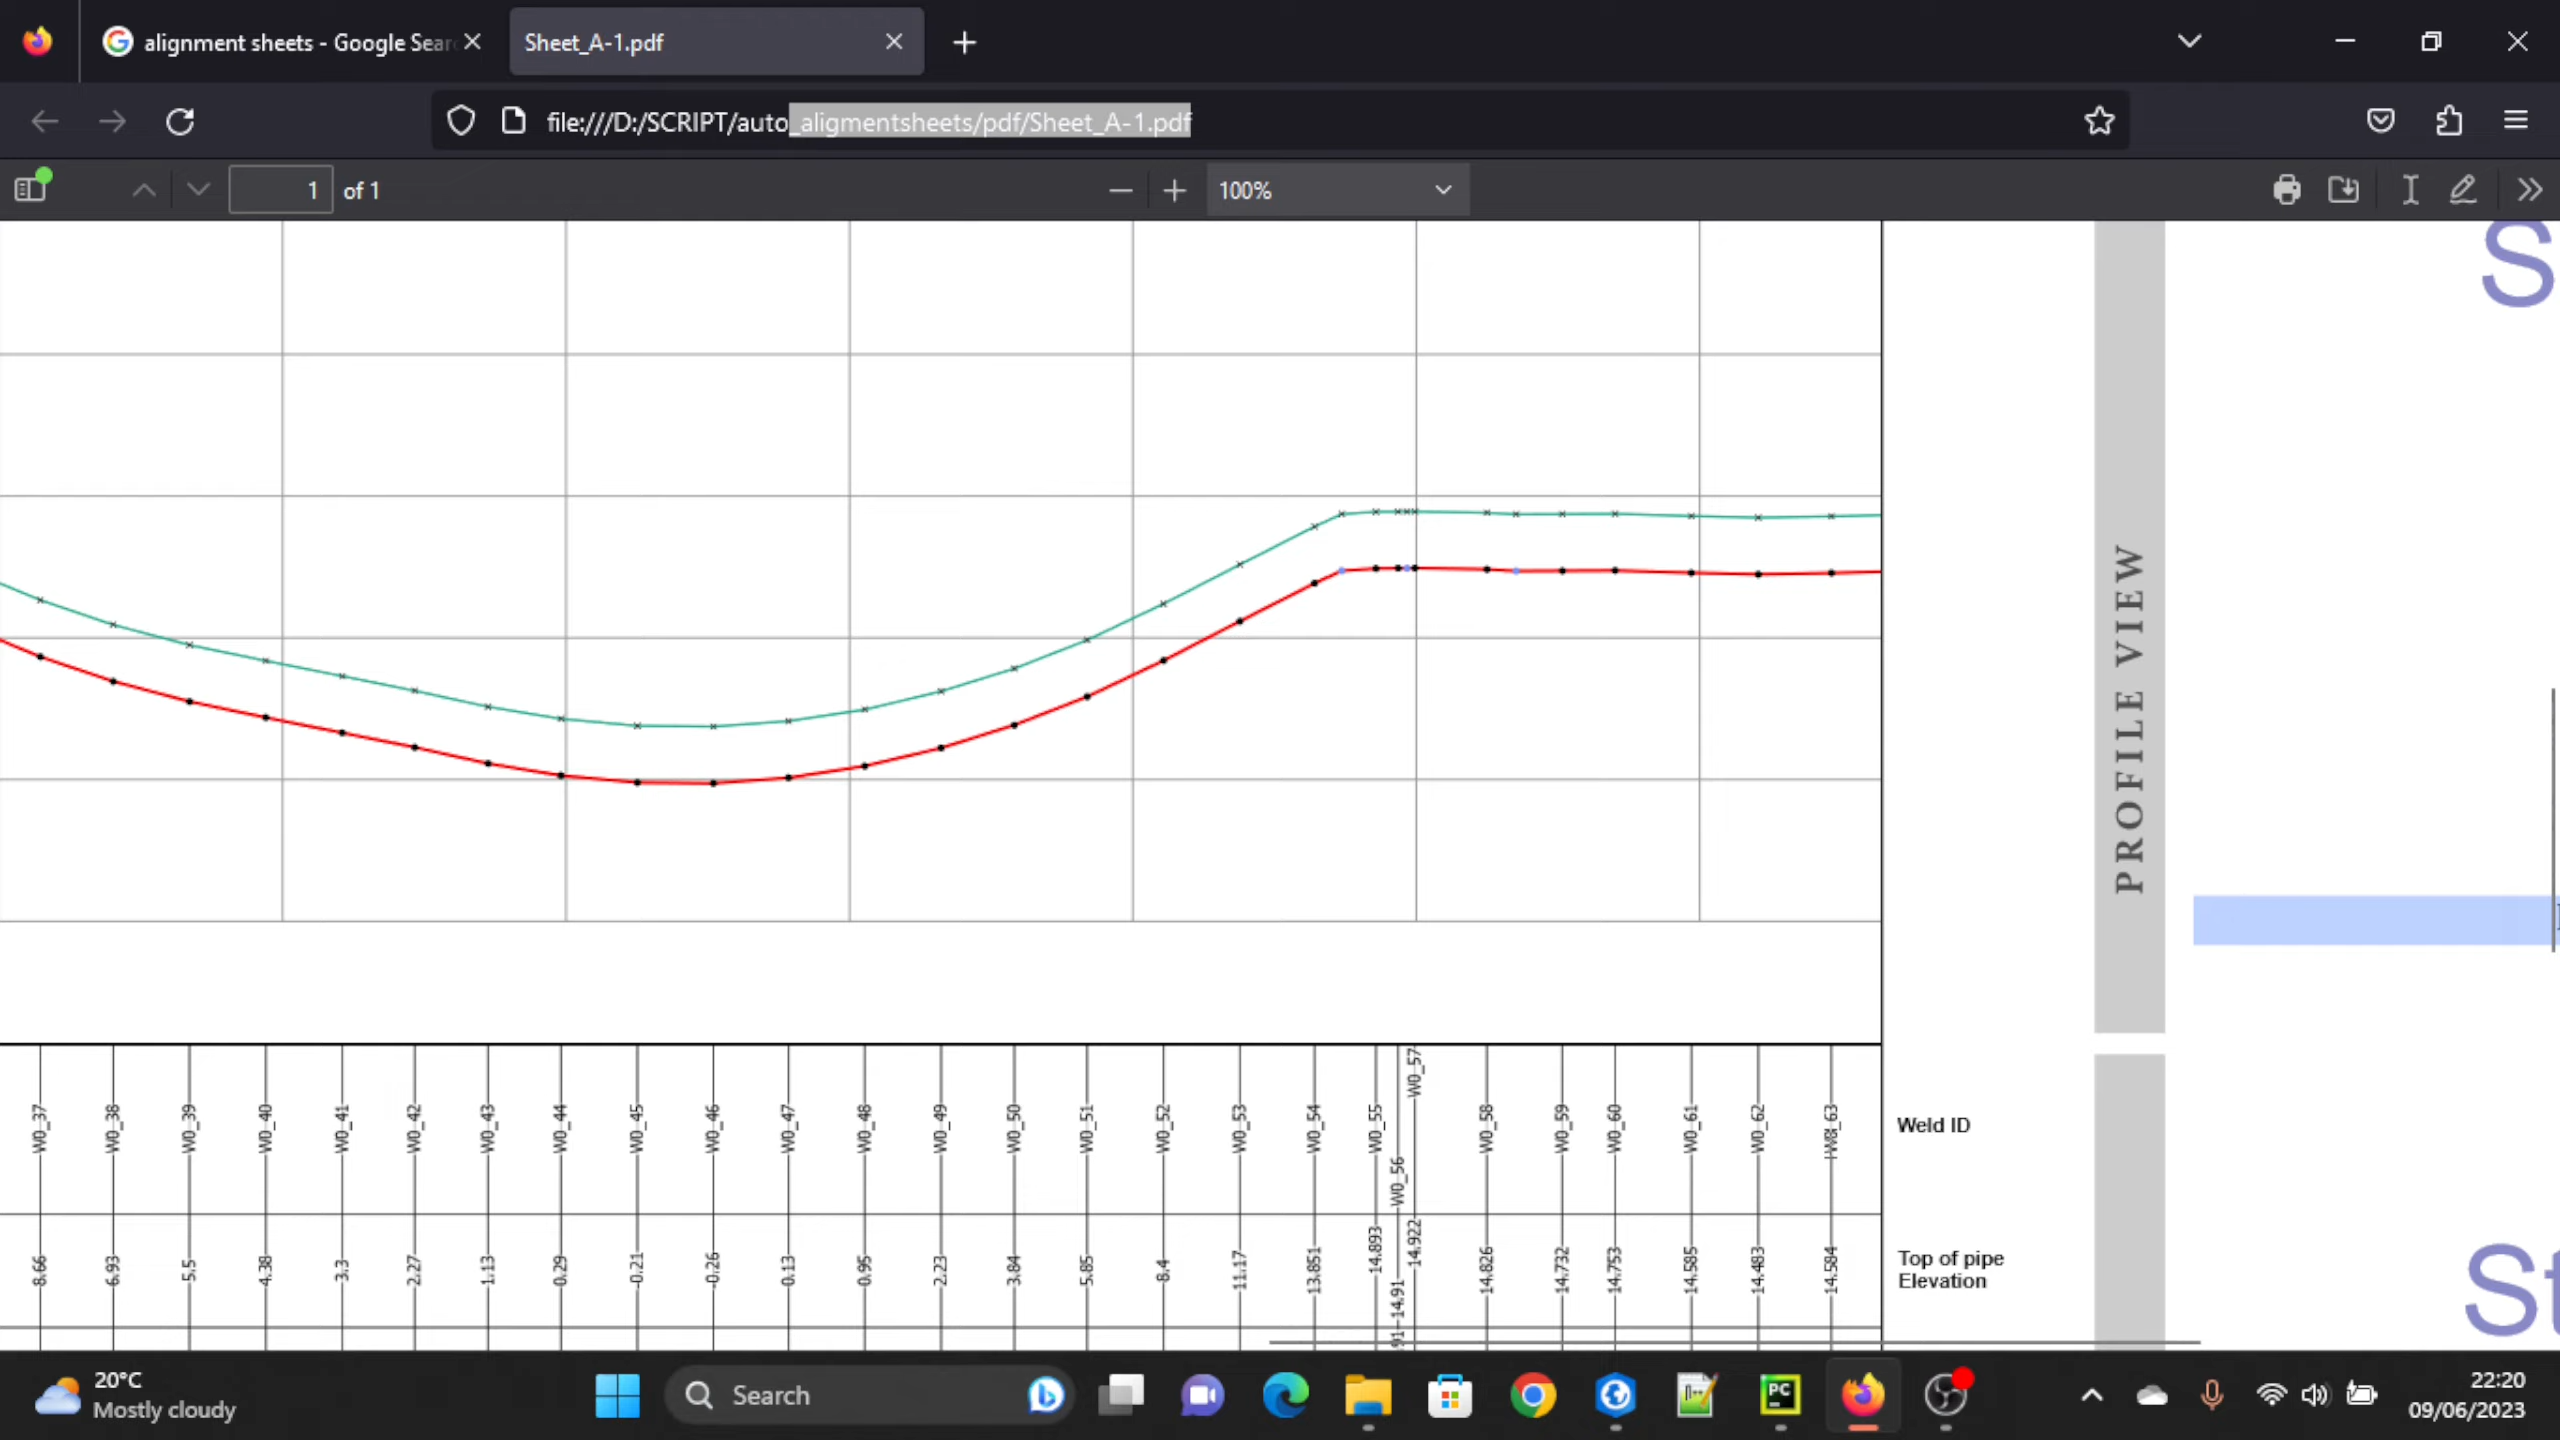 alignment sheets - Google Sear
Sheet_A-1.pdf
file:///D:/SCRIPT/auto_aligmentsheets/pdf/Sheet_A-1.pdf
1 of 1
100%
S
PROFILE VIEW
W0_37 W0_38 W0_39 W0_40 W0_41 W0_42 W0_43 W0_44 W0_45 W0_46 W0_47 W0_48 W0_49 W0_50 W0_51 W0_52 W0_53 W0_54 W0_55 W0_56 W0_57 W0_58 W0_59 W0_60 W0_61 W0_62 W0_63
Weld ID
8.66 6.93 5.5 4.38 3.3 2.27 1.13 0.29 -0.21 -0.26 0.13 0.95 2.23 3.84 5.85 8.4 11.17 13.851 14.893 14.91 14.922 14.826 14.732 14.753 14.585 14.483 14.584
Top of pipe
Elevation
St
20°C
Mostly cloudy
Search
PC
22:20
09/06/2023